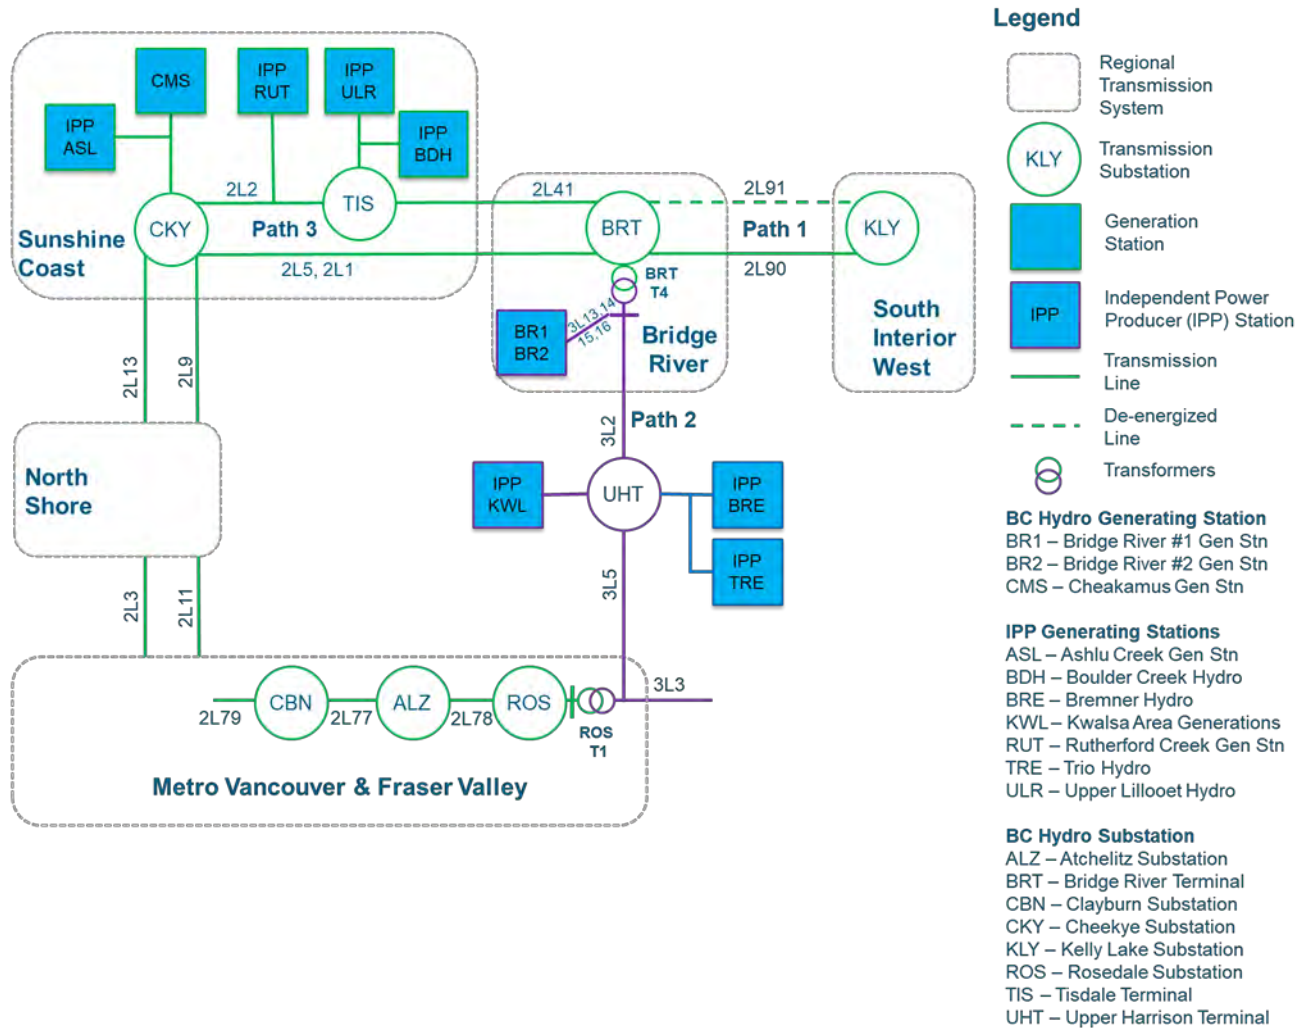 CMS
IPP
RUT
IPP
ULR
IPP
ASL
IPP
BDH
2L2
TIS
2L41
2L91
CKY
Path 3
BRT
Path 1
KLY
Sunshine
Coast
2L5, 2L1
2L90
BRT
T4
3L13,14
15,16
BR1
BR2
Bridge
River
South
Interior
West
2L13
2L9
3L2
Path 2
North
Shore
IPP
KWL
UHT
IPP
BRE
IPP
TRE
3L5
2L3
2L11
3L3
CBN
ALZ
ROS
2L79
2L77
2L78
ROS
T1
Metro Vancouver & Fraser Valley
Legend
Regional
Transmission
System
KLY
Transmission
Substation
Generation
Station
IPP
Independent Power
Producer (IPP) Station
Transmission
Line
De-energized
Line
Transformers
BC Hydro Generating Station
BR1 – Bridge River #1 Gen Stn
BR2 – Bridge River #2 Gen Stn
CMS – Cheakamus Gen Stn
IPP Generating Stations
ASL – Ashlu Creek Gen Stn
BDH – Boulder Creek Hydro
BRE – Bremner Hydro
KWL – Kwalsa Area Generations
RUT – Rutherford Creek Gen Stn
TRE – Trio Hydro
ULR – Upper Lillooet Hydro
BC Hydro Substation
ALZ – Atchelitz Substation
BRT – Bridge River Terminal
CBN – Clayburn Substation
CKY – Cheekye Substation
KLY – Kelly Lake Substation
ROS – Rosedale Substation
TIS – Tisdale Terminal
UHT – Upper Harrison Terminal